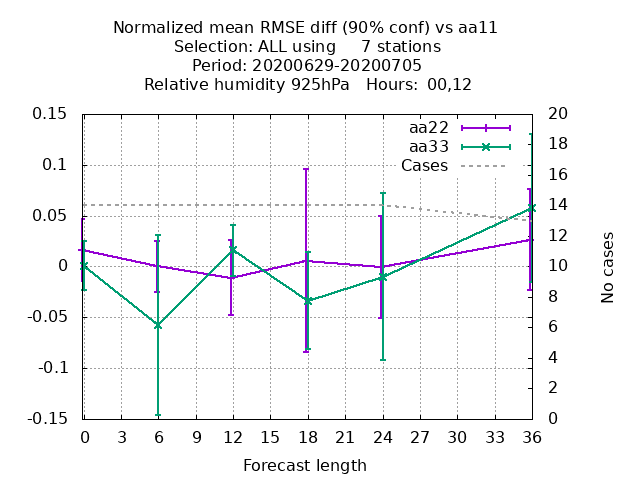 Normalized mean RMSE diff (90% conf) vs aa11
Selection: ALL using     7 stations
Period: 20200629-20200705
Relative humidity 925hPa   Hours:  00,12
0.15
0.1
0.05
0
-0.05
-0.1
-0.15
20
18
16
14
12
10
8
6
4
2
0
aa22
aa33
Cases
No cases
0 3 6 9 12 15 18 21 24 27 30 33 36
Forecast length